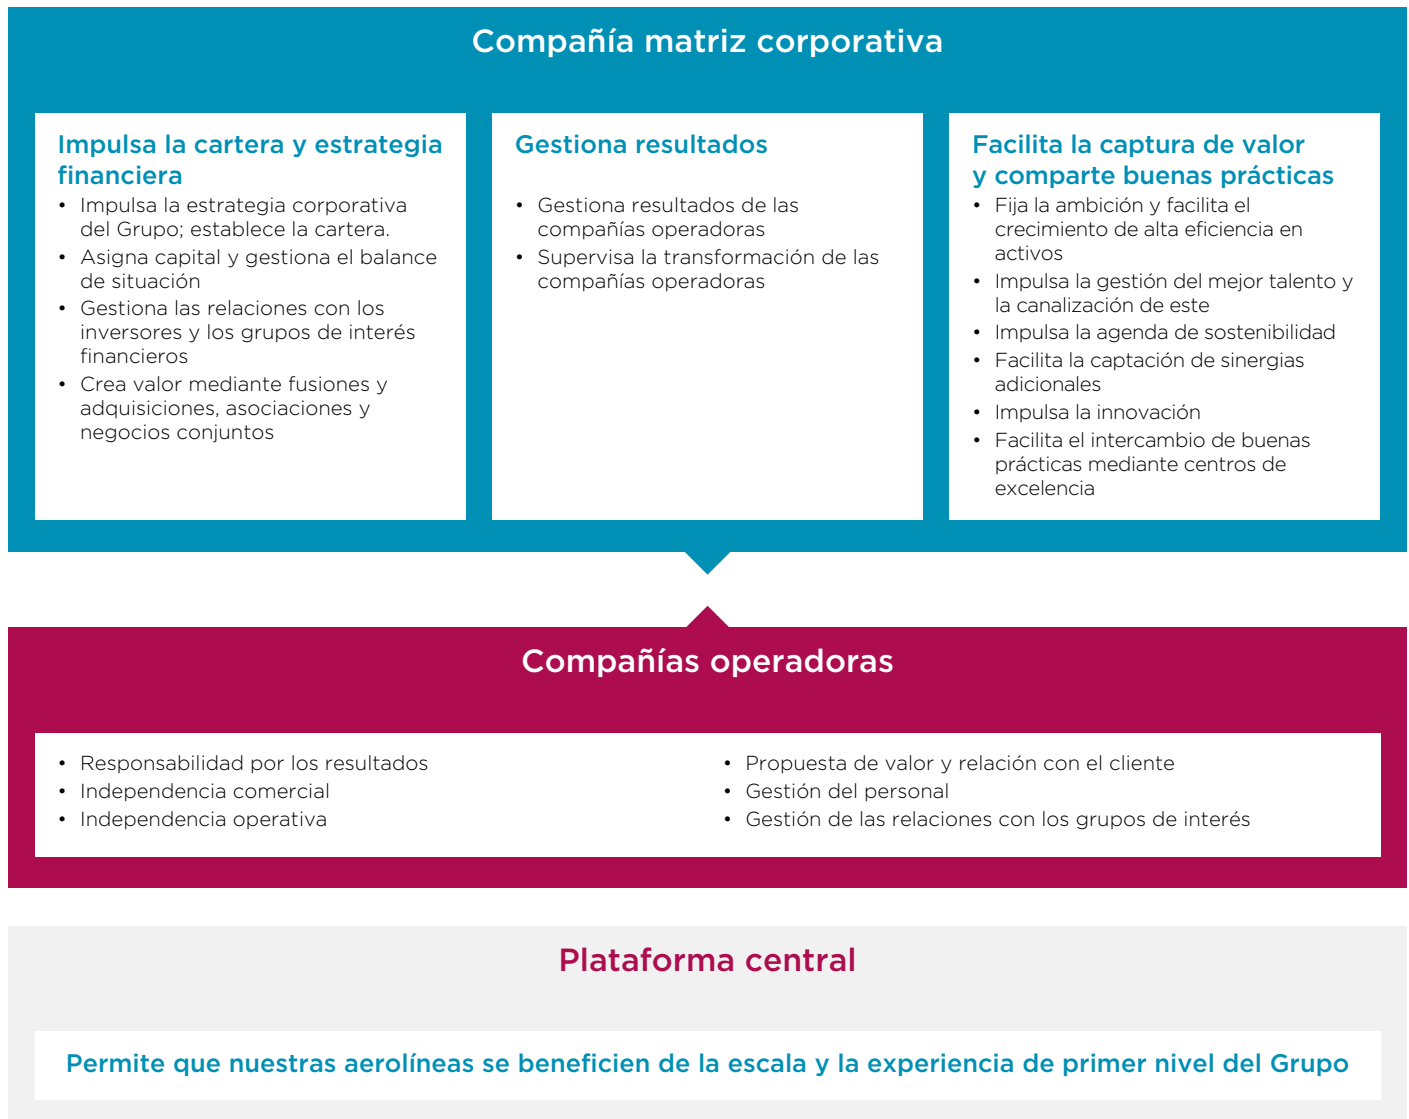 Compañía matriz corporativa
Impulsa la cartera y estrategia
financiera
• Impulsa la estrategia corporativa
del Grupo; establece la cartera.
• Asigna capital y gestiona el balance
de situación
• Gestiona las relaciones con los
inversores y los grupos de interés
financieros
• Crea valor mediante fusiones y
adquisiciones, asociaciones y
negocios conjuntos
Gestiona resultados
• Gestiona resultados de las
compañías operadoras
• Supervisa la transformación de las
compañías operadoras
Facilita la captura de valor
y comparte buenas prácticas
• Fija la ambición y facilita el
crecimiento de alta eficiencia en
activos
• Impulsa la gestión del mejor talento y
la canalización de este
• Impulsa la agenda de sostenibilidad
• Facilita la captación de sinergias
adicionales
• Impulsa la innovación
• Facilita el intercambio de buenas
prácticas mediante centros de
excelencia
Compañías operadoras
• Responsabilidad por los resultados
• Independencia comercial
• Independencia operativa
• Propuesta de valor y relación con el cliente
• Gestión del personal
• Gestión de las relaciones con los grupos de interés
Plataforma central
Permite que nuestras aerolíneas se beneficien de la escala y la experiencia de primer nivel del Grupo